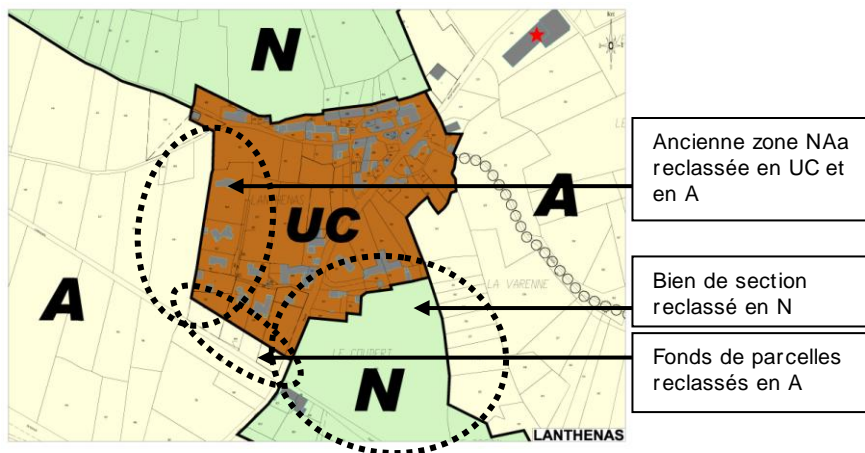 N
Ancienne zone NAa
reclassée en UC et
en A
A
LANTHENAS
UC
Bien de section
reclassé en N
LA VARENNE
A
Fonds de parcelles
reclassés en A
LE COUDERT
N
LANTHENAS